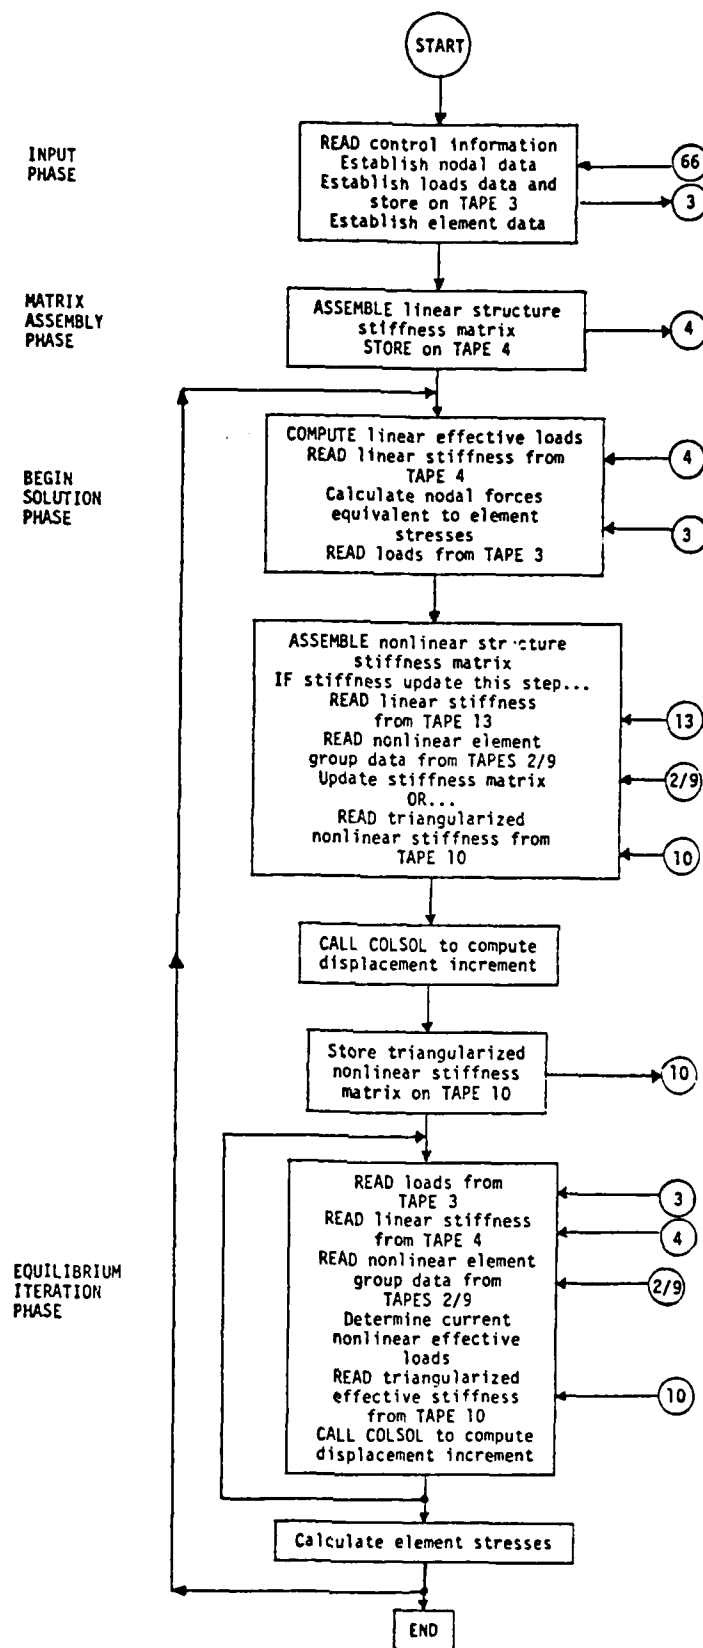 START
INPUT
PHASE
READ control information
Establish nodal data
Establish loads data and
store on TAPE 3
Establish element data
66
3
MATRIX
ASSEMBLY
PHASE
ASSEMBLE linear structure
stiffness matrix
STORE on TAPE 4
4
BEGIN
SOLUTION
PHASE
COMPUTE linear effective loads
READ linear stiffness from
TAPE 4
Calculate nodal forces
equivalent to element
stresses
READ loads from TAPE 3
4
3
ASSEMBLE nonlinear structure
stiffness matrix
IF stiffness update this step...
READ linear stiffness
from TAPE 13
READ nonlinear element
group data from TAPES 2/9
Update stiffness matrix
OR...
READ triangularized
nonlinear stiffness from
TAPE 10
13
2/9
10
CALL COLSOL to compute
displacement increment
Store triangularized
nonlinear stiffness
matrix on TAPE 10
10
EQUILIBRIUM
ITERATION
PHASE
READ loads from
TAPE 3
READ linear stiffness
from TAPE 4
READ nonlinear element
group data from
TAPES 2/9
Determine current
nonlinear effective
loads
READ triangularized
effective stiffness
from TAPE 10
CALL COLSOL to compute
displacement increment
3
4
2/9
10
Calculate element stresses
END